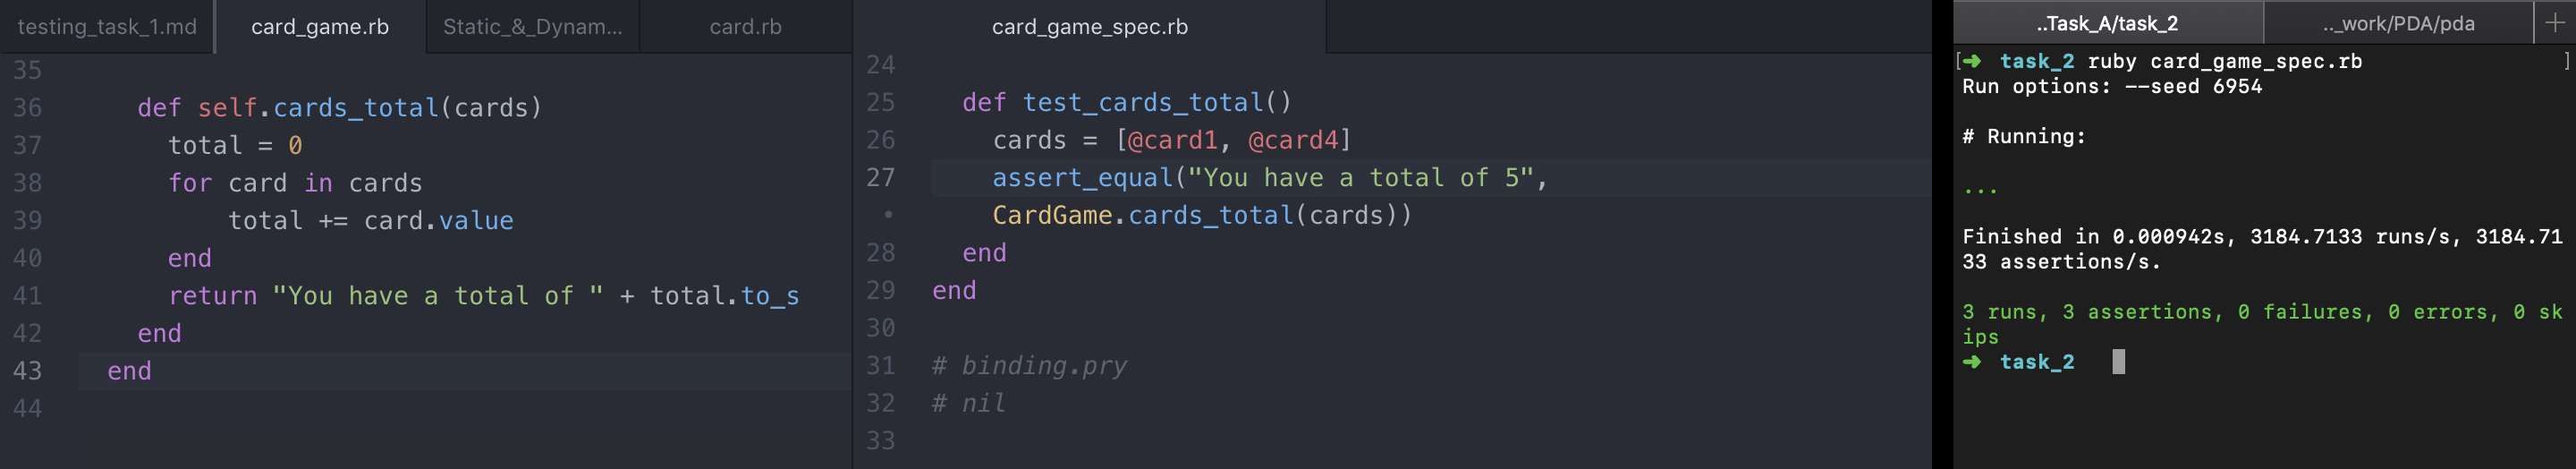 testing_task_1.md card_game.rb Static_&_Dynam... card.rb
35
36 def self.cards_total(cards)
37 total = 0
38 for card in cards
39 total += card.value
40 end
41 return "You have a total of " + total.to_s
42 end
43 end
44
card_game_spec.rb
24
25 def test_cards_total()
26 cards = [@card1, @card4]
27 assert_equal("You have a total of 5",
• CardGame.cards_total(cards))
28 end
29 end
30
31 # binding.pry
32 # nil
33
..Task_A/task_2 .._work/PDA/pda +
[➜ task_2 ruby card_game_spec.rb ]
Run options: --seed 6954
# Running:
...
Finished in 0.000942s, 3184.7133 runs/s, 3184.71
33 assertions/s.
3 runs, 3 assertions, 0 failures, 0 errors, 0 sk
ips
➜ task_2